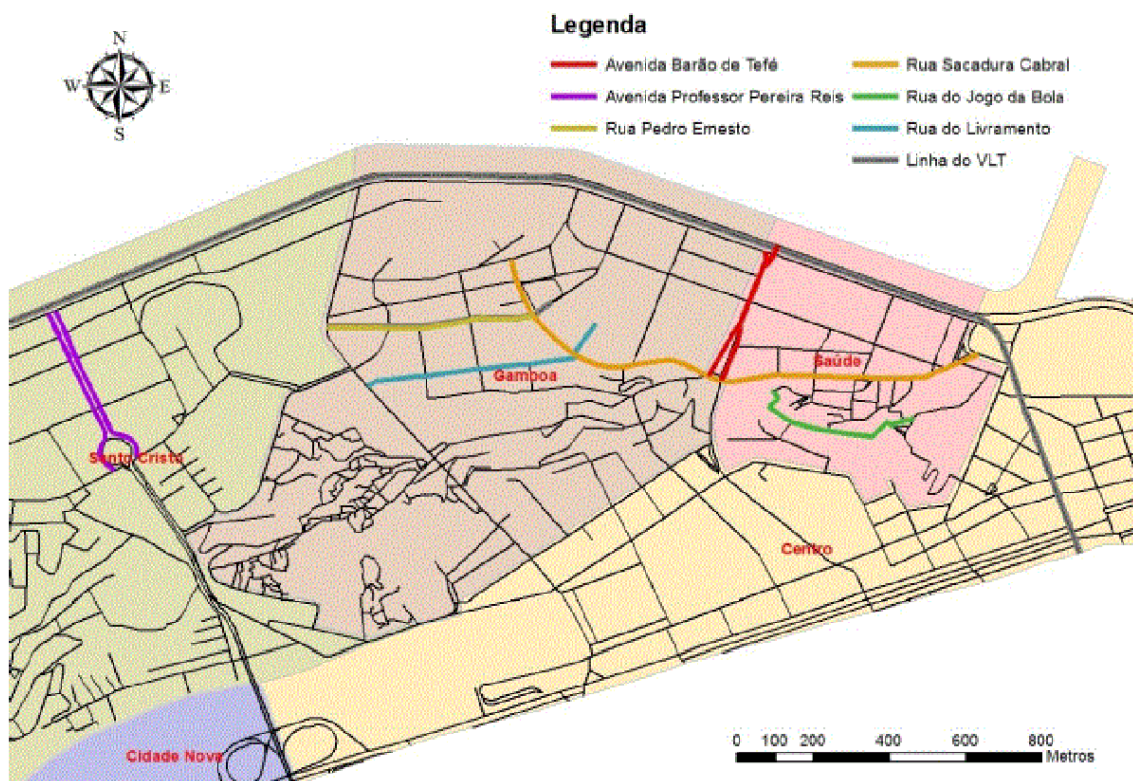 Legenda
Avenida Barão de Tefé
Avenida Professor Pereira Reis
Rua Pedro Ernesto
Rua Sacadura Cabral
Rua do Jogo da Bola
Rua do Livramento
Linha do VLT
N
W E
S
Saúde
Gamboa
Santo Cristo
Centro
Cidade Nova
0 100 200 400 600 800
Metros